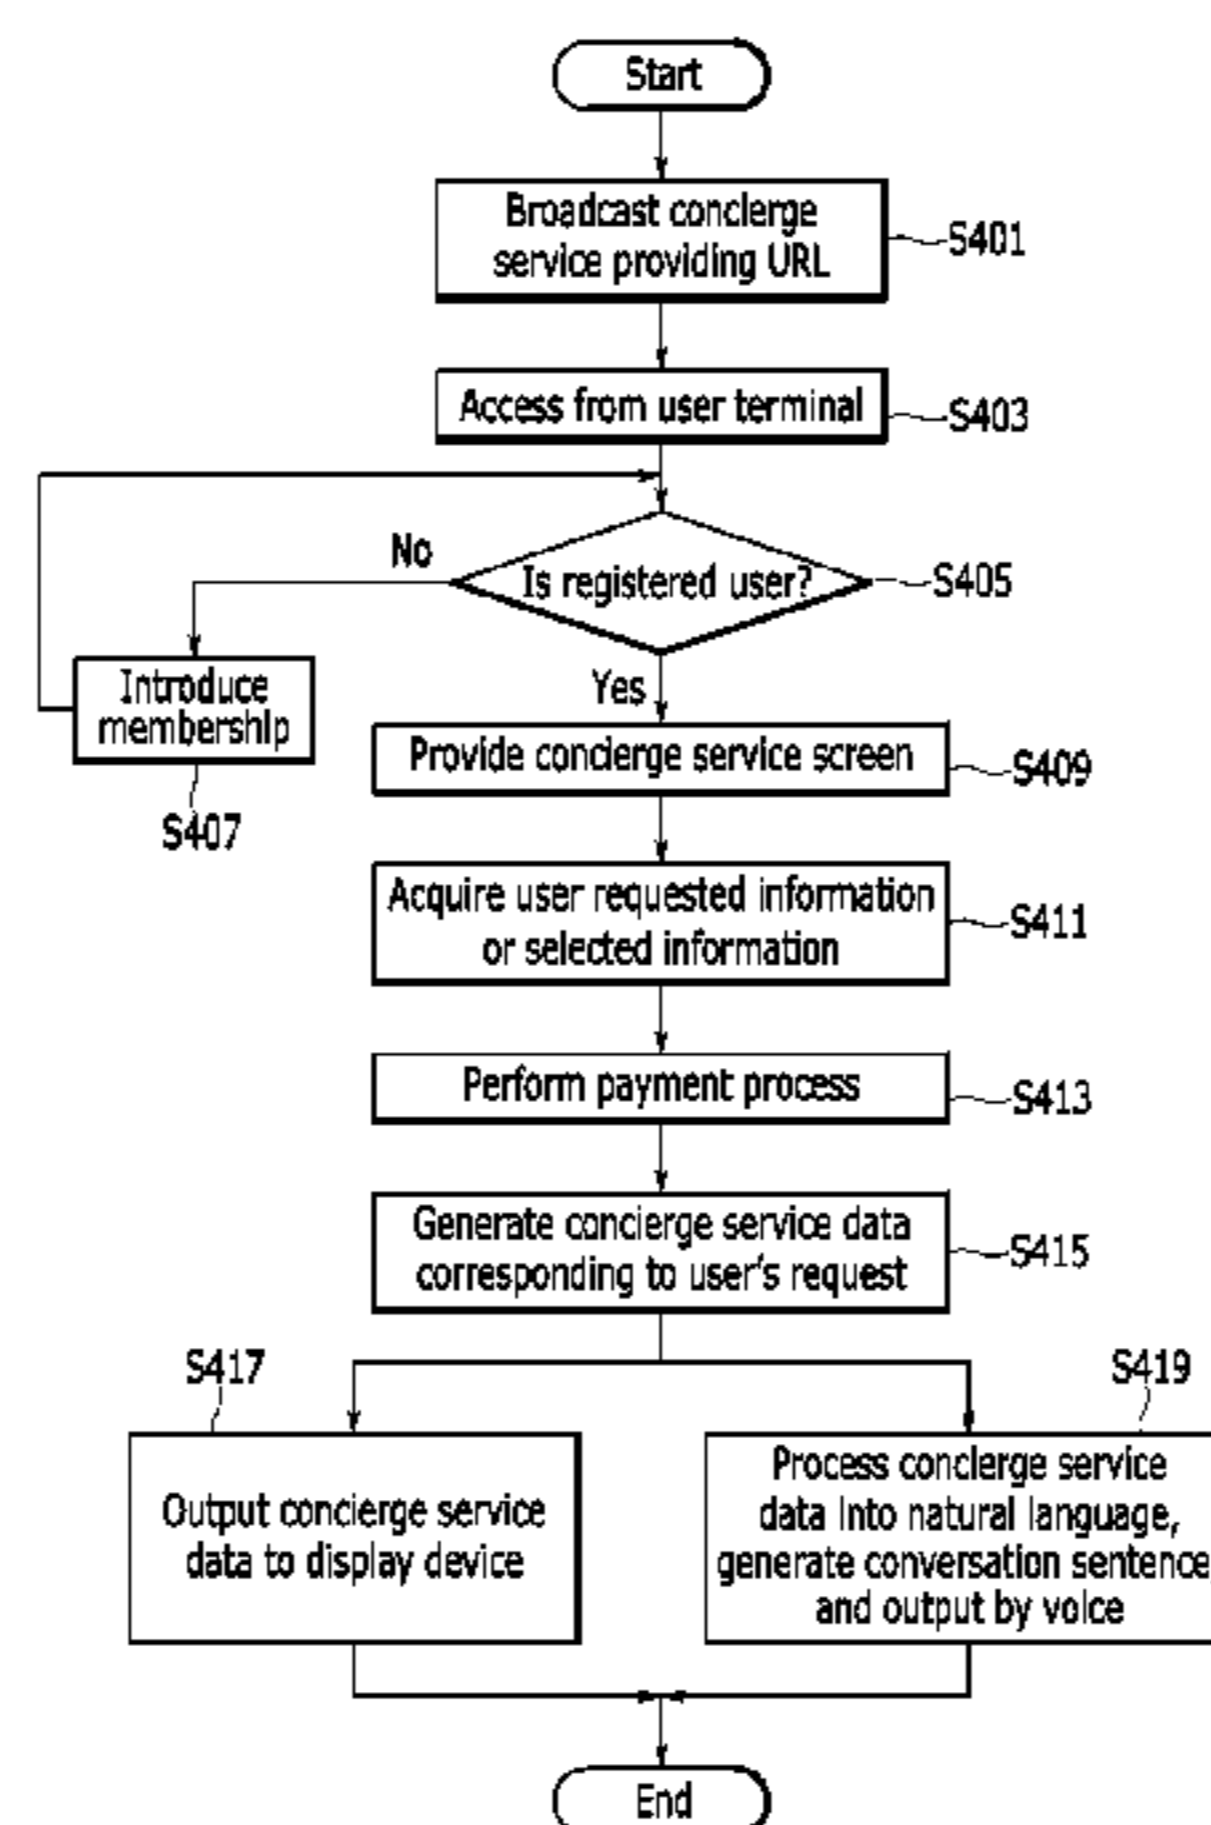 Start
Broadcast concierge
service providing URL
S401
Access from user terminal
S403
No
Is registered user?
S405
Introduce
membership
S407
Yes
Provide concierge service screen
S409
Acquire user requested information
or selected information
S411
Perform payment process
S413
Generate concierge service data
corresponding to user's request
S415
S417
Output concierge service
data to display device
S419
Process concierge service
data into natural language,
generate conversation sentence,
and output by voice
End